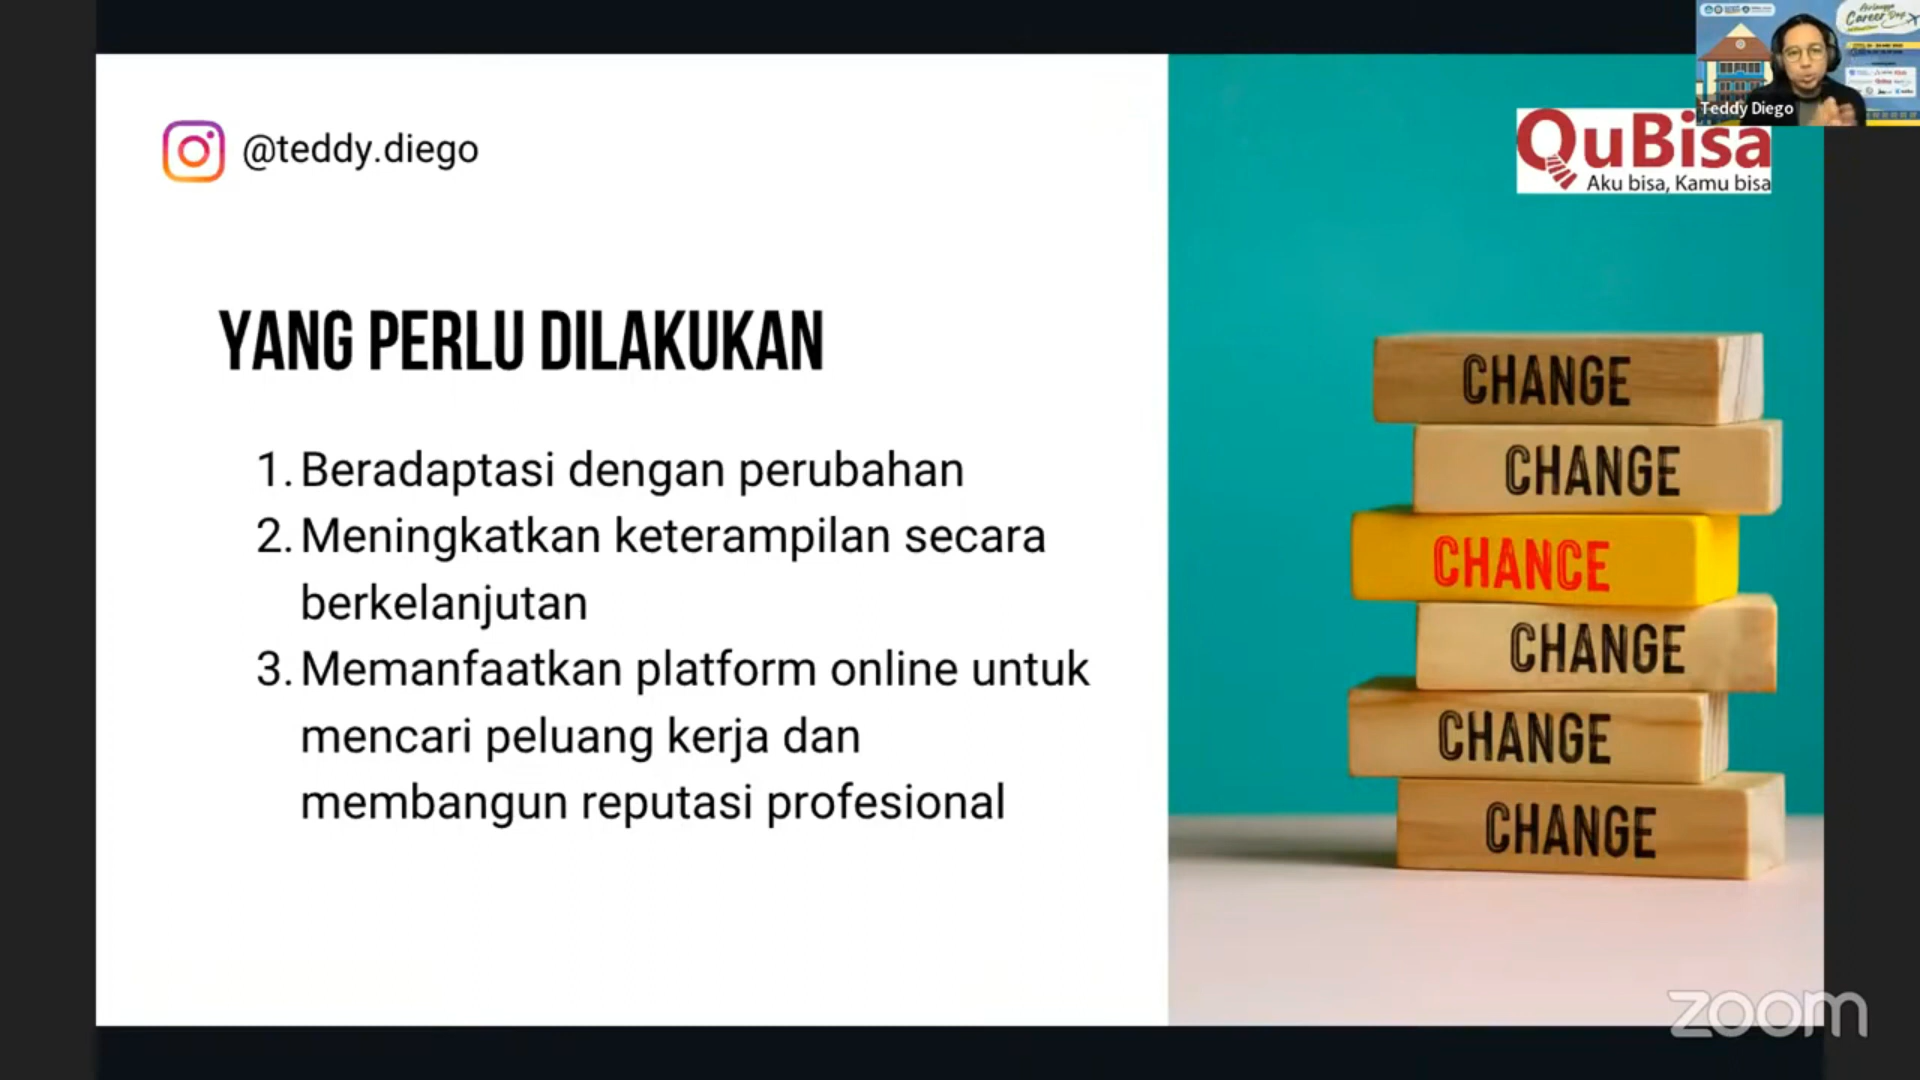 @teddy.diego
Career Day
Teddy Diego
QuBisa
Aku bisa, Kamu bisa
YANG PERLU DILAKUKAN
1. Beradaptasi dengan perubahan
2. Meningkatkan keterampilan secara
berkelanjutan
3. Memanfaatkan platform online untuk
mencari peluang kerja dan
membangun reputasi profesional
CHANGE
CHANGE
CHANCE
CHANGE
CHANGE
CHANGE
zoom